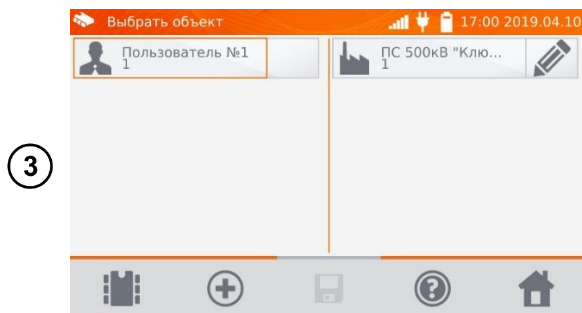 Выбрать объект
17:00 2019.04.10
Пользователь №1
1
ПС 500кВ "Клю...
1
3